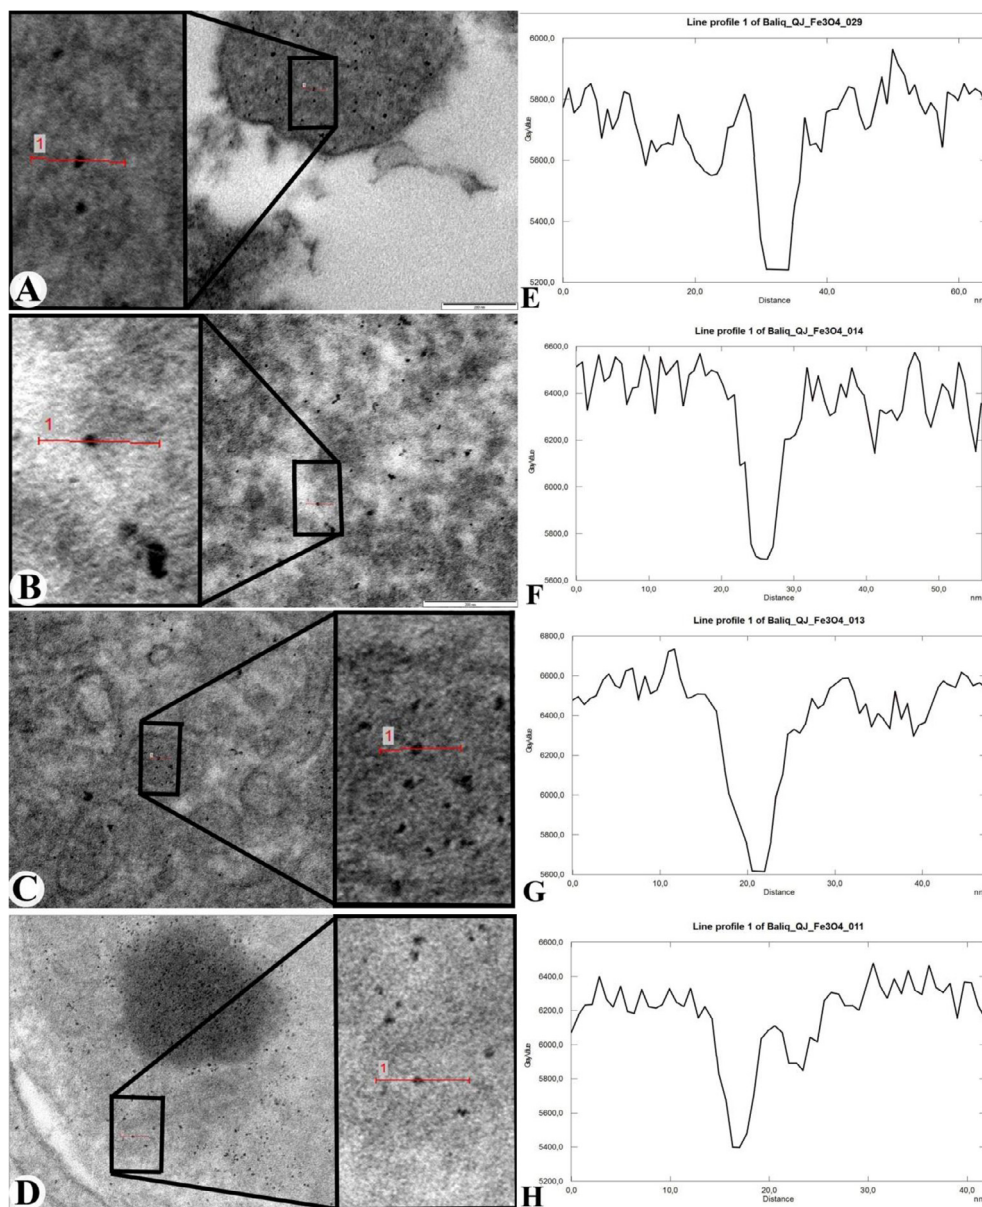 A
1
B
1
C
1
D
1
Line profile 1 of Baliq_QJ_Fe3O4_029
6000,0
5800,0
5600,0
5400,0
5200,0
GrayValue
0,0 20,0 40,0 60,0
Distance nm
E
Line profile 1 of Baliq_QJ_Fe3O4_014
6600,0
6400,0
6200,0
6000,0
5800,0
5600,0
GrayValue
0,0 10,0 20,0 30,0 40,0 50,0
Distance nm
F
Line profile 1 of Baliq_QJ_Fe3O4_013
6800,0
6600,0
6400,0
6200,0
6000,0
5800,0
5600,0
GrayValue
0,0 10,0 20,0 30,0 40,0
Distance nm
G
Line profile 1 of Baliq_QJ_Fe3O4_011
6600,0
6400,0
6200,0
6000,0
5800,0
5600,0
5400,0
5200,0
GrayValue
0,0 10,0 20,0 30,0 40,0
Distance nm
H